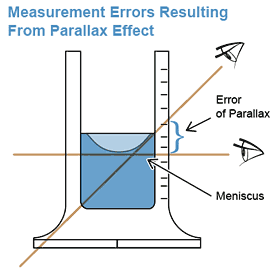 Measurement Errors Resulting
From Parallax Effect
Error
of Parallax
Meniscus